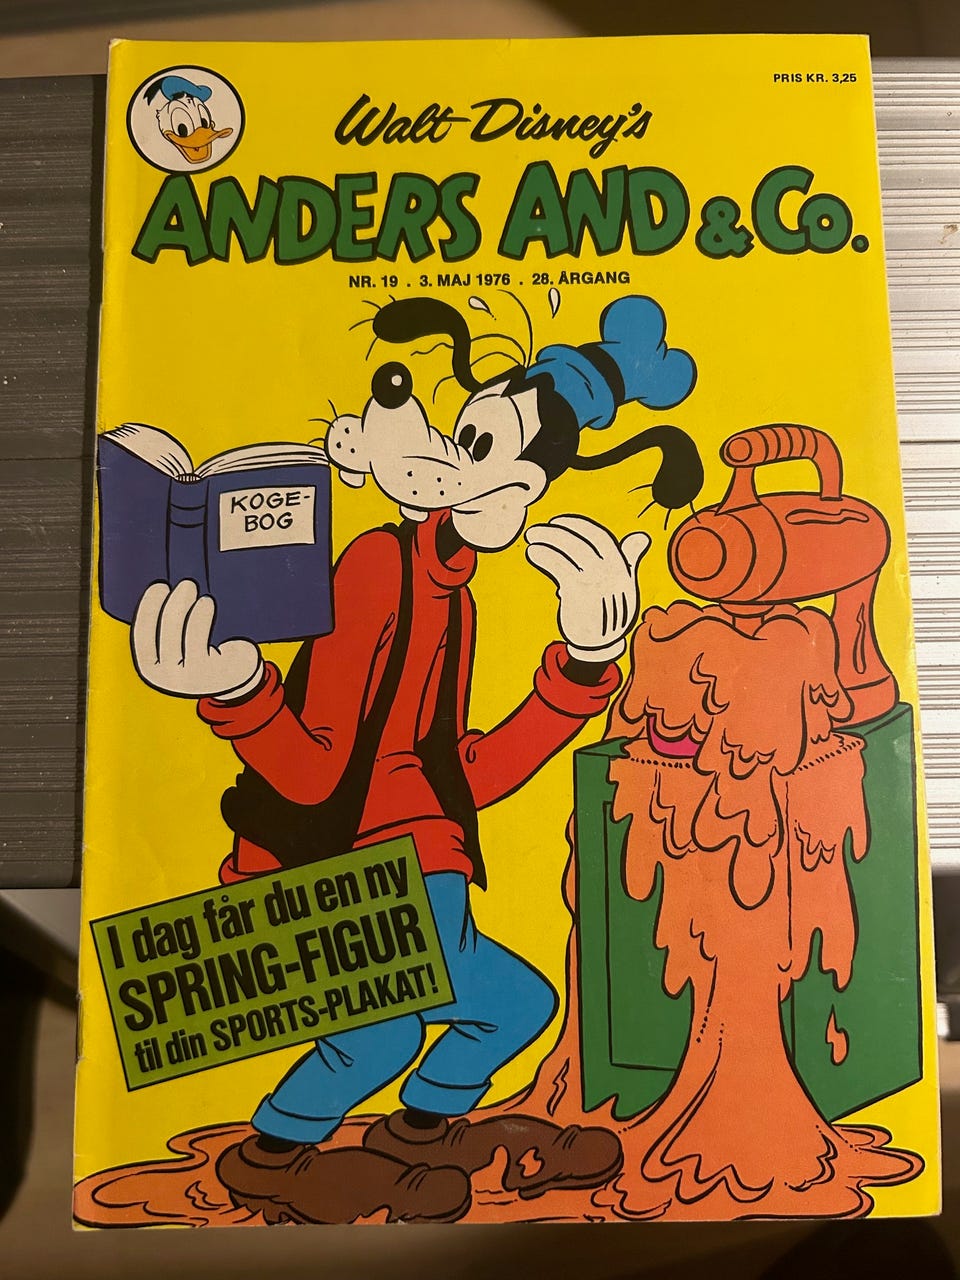 PRIS KR. 3,25
Walt Disney's
ANDERS AND & Co.
NR. 19 . 3. MAJ 1976 . 28. ÅRGANG
KOGE-
BOG
I dag får du en ny
SPRING-FIGUR
til din SPORTS-PLAKAT!